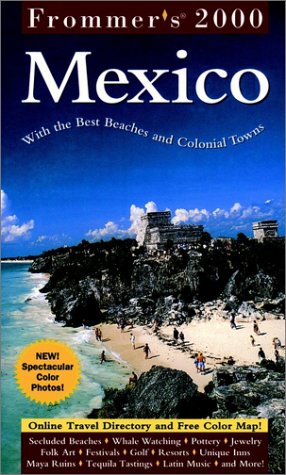 Frommer's® 2000
Mexico
With the Best Beaches and Colonial Towns
NEW!
Spectacular
Color
Photos!
Online Travel Directory and Free Color Map!
Secluded Beaches • Whale Watching • Pottery • Jewelry
Folk Art • Festivals • Golf • Resorts • Unique Inns
Maya Ruins • Tequila Tastings • Latin Music • and More!